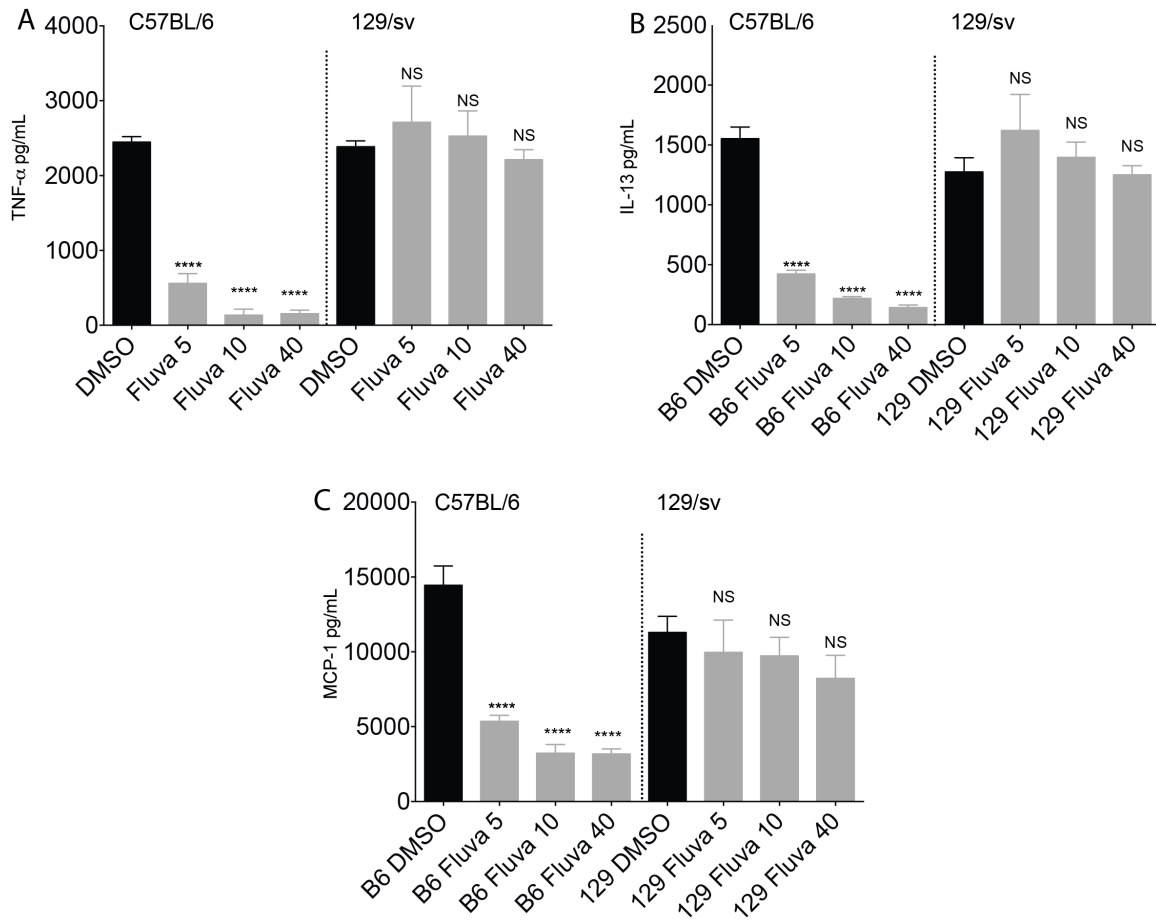 A
C57BL/6
129/sv
TNF-α pg/mL
4000
3000
2000
1000
0
****
****
****
NS
NS
NS
DMSO
Fluva 5
Fluva 10
Fluva 40
DMSO
Fluva 5
Fluva 10
Fluva 40
B
C57BL/6
129/sv
IL-13 pg/mL
2500
2000
1500
1000
500
0
****
****
****
NS
NS
NS
B6 DMSO
B6 Fluva 5
B6 Fluva 10
B6 Fluva 40
129 DMSO
129 Fluva 5
129 Fluva 10
129 Fluva 40
C
C57BL/6
129/sv
MCP-1 pg/mL
20000
15000
10000
5000
0
****
****
****
NS
NS
NS
B6 DMSO
B6 Fluva 5
B6 Fluva 10
B6 Fluva 40
129 DMSO
129 Fluva 5
129 Fluva 10
129 Fluva 40